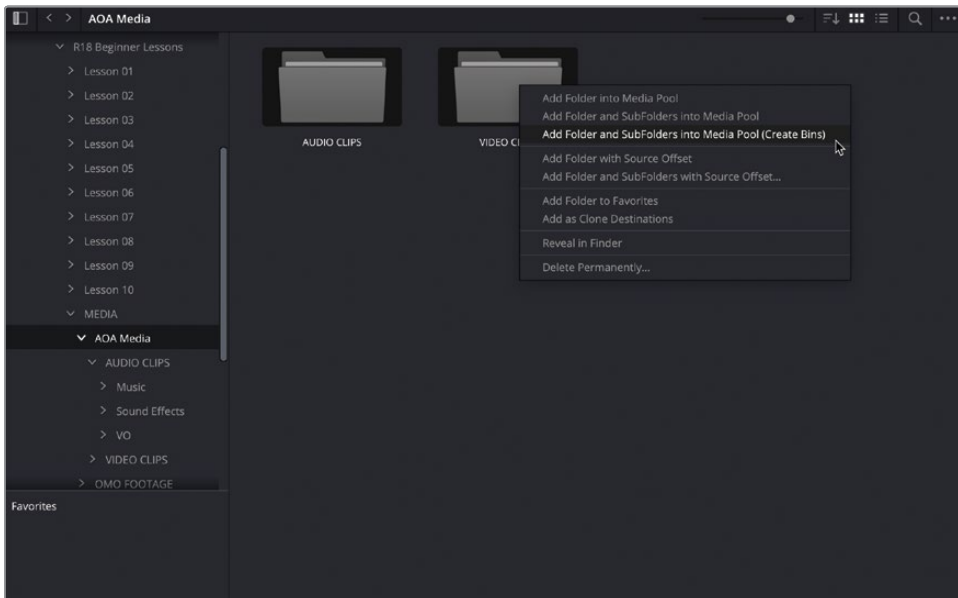 AOA Media
R18 Beginner Lessons
Lesson 01
Lesson 02
Lesson 03
Lesson 04
Lesson 05
Lesson 06
Lesson 07
Lesson 08
Lesson 09
Lesson 10
MEDIA
AOA Media
AUDIO CLIPS
Music
Sound Effects
VO
VIDEO CLIPS
OMO FOOTAGE
Favorites
AUDIO CLIPS
VIDEO CL
Add Folder into Media Pool
Add Folder and SubFolders into Media Pool
Add Folder and SubFolders into Media Pool (Create Bins)
Add Folder with Source Offset
Add Folder and SubFolders with Source Offset...
Add Folder to Favorites
Add as Clone Destinations
Reveal in Finder
Delete Permanently...